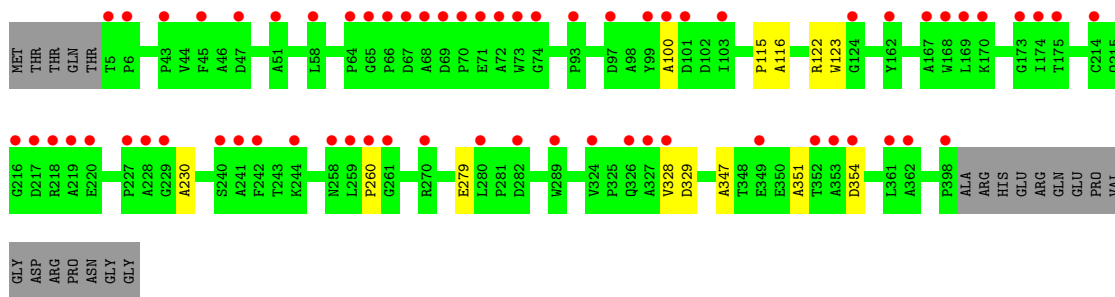 MET THR THR GLN THR T5 P6 P43 V44 F45 A46 D47 A51 L58 P64 G65 P66 D67 A68 D69 P70 E71 A72 W73 G74 P93 D97 A98 Y99 A100 D101 D102 I103 P115 A116 R122 W123 G124 Y162 A167 W168 L169 K170 G173 I174 T175 C214
G216 D217 R218 A219 E220 P227 A228 G229 A230 S240 A241 F242 T243 K244 N258 L259 P260 G261 R270 E279 L280 P281 D282 W289 V324 P325 Q326 A327 V328 D329 A347 T348 E349 E350 A351 T352 A353 D354 L361 A362 P398 ALA ARG HIS GLU ARG GLN GLU PRO VAL
GLY ASP ARG PRO ASN GLY GLY